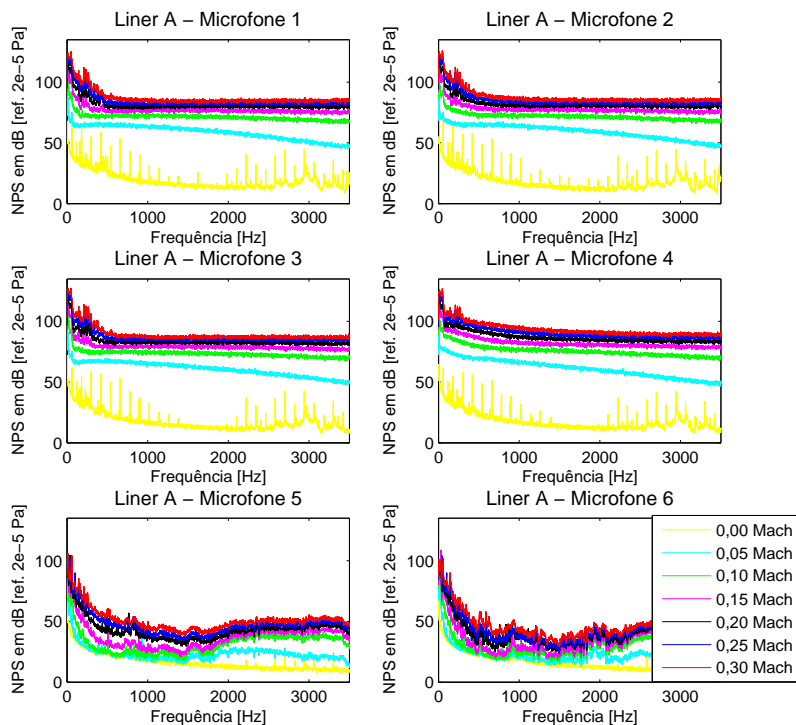 Liner A − Microfone 1
NPS em dB [ref. 2e−5 Pa]
100
50
0
0 1000 2000 3000
Frequência [Hz]
Liner A − Microfone 2
NPS em dB [ref. 2e−5 Pa]
100
50
0
0 1000 2000 3000
Frequência [Hz]
Liner A − Microfone 3
NPS em dB [ref. 2e−5 Pa]
100
50
0
0 1000 2000 3000
Frequência [Hz]
Liner A − Microfone 4
NPS em dB [ref. 2e−5 Pa]
100
50
0
0 1000 2000 3000
Frequência [Hz]
Liner A − Microfone 5
NPS em dB [ref. 2e−5 Pa]
100
50
0
0 1000 2000 3000
Frequência [Hz]
Liner A − Microfone 6
NPS em dB [ref. 2e−5 Pa]
100
50
0
0 1000 2000 3000
Frequência [Hz]
0,00 Mach
0,05 Mach
0,10 Mach
0,15 Mach
0,20 Mach
0,25 Mach
0,30 Mach